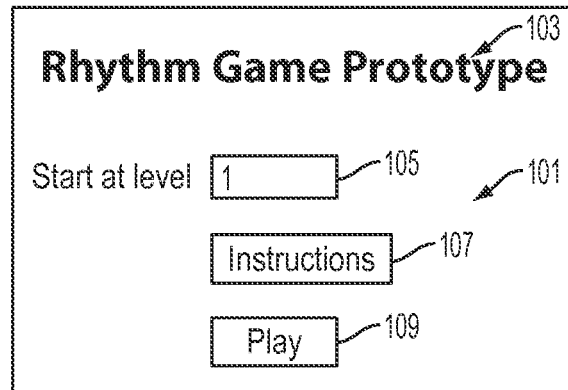 103
Rhythm Game Prototype
Start at level 1 105
101
Instructions 107
Play 109